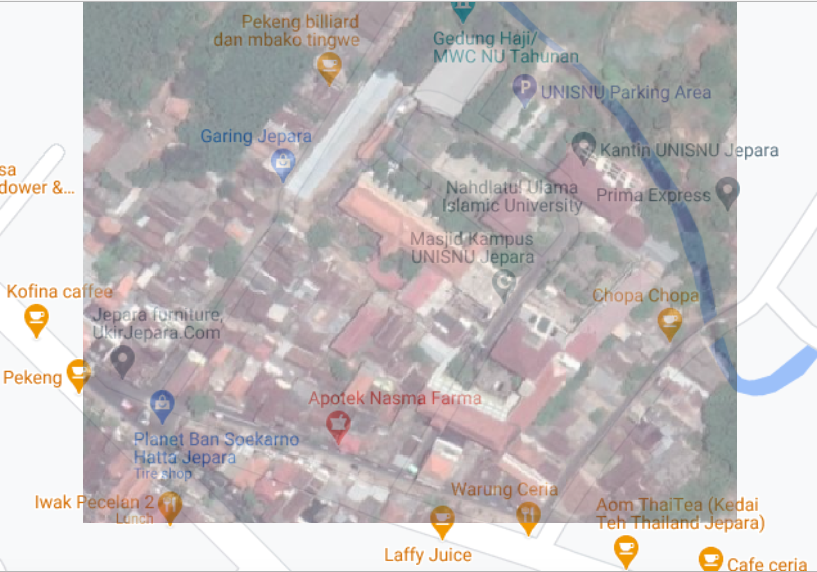 Pekeng billiard
dan mbako tingwe
Gedung Haji/
MWC NU Tahunan
P
UNISNU Parking Area
Garing Jepara
Kantin UNISNU Jepara
sa
dower &...
Nahdlatul Ulama
Islamic University
Prima Express
Masjid Kampus
UNISNU Jepara
Kofina caffee
Chopa Chopa
Jepara furniture,
UkirJepara.Com
Pekeng
Apotek Nasma Farma
Planet Ban Soekarno
Hatta Jepara
Tire shop
Iwak Pecelan 2
Lunch
Warung Ceria
Aom ThaiTea (Kedai
Teh Thailand Jepara)
Laffy Juice
Cafe ceria